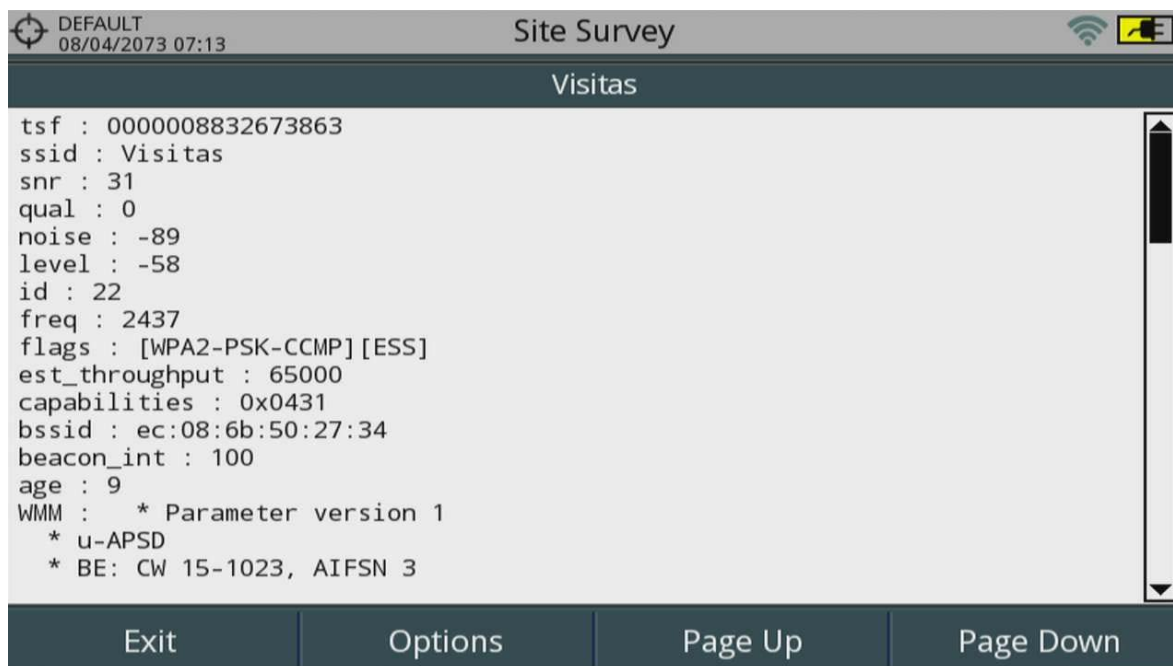 DEFAULT
08/04/2073 07:13
Site Survey
Visitas
tsf : 0000008832673863
ssid : Visitas
snr : 31
qual : 0
noise : -89
level : -58
id : 22
freq : 2437
flags : [WPA2-PSK-CCMP][ESS]
est_throughput : 65000
capabilities : 0x0431
bssid : ec:08:6b:50:27:34
beacon_int : 100
age : 9
WMM :   * Parameter version 1
* u-APSD
* BE: CW 15-1023, AIFSN 3
Exit
Options
Page Up
Page Down